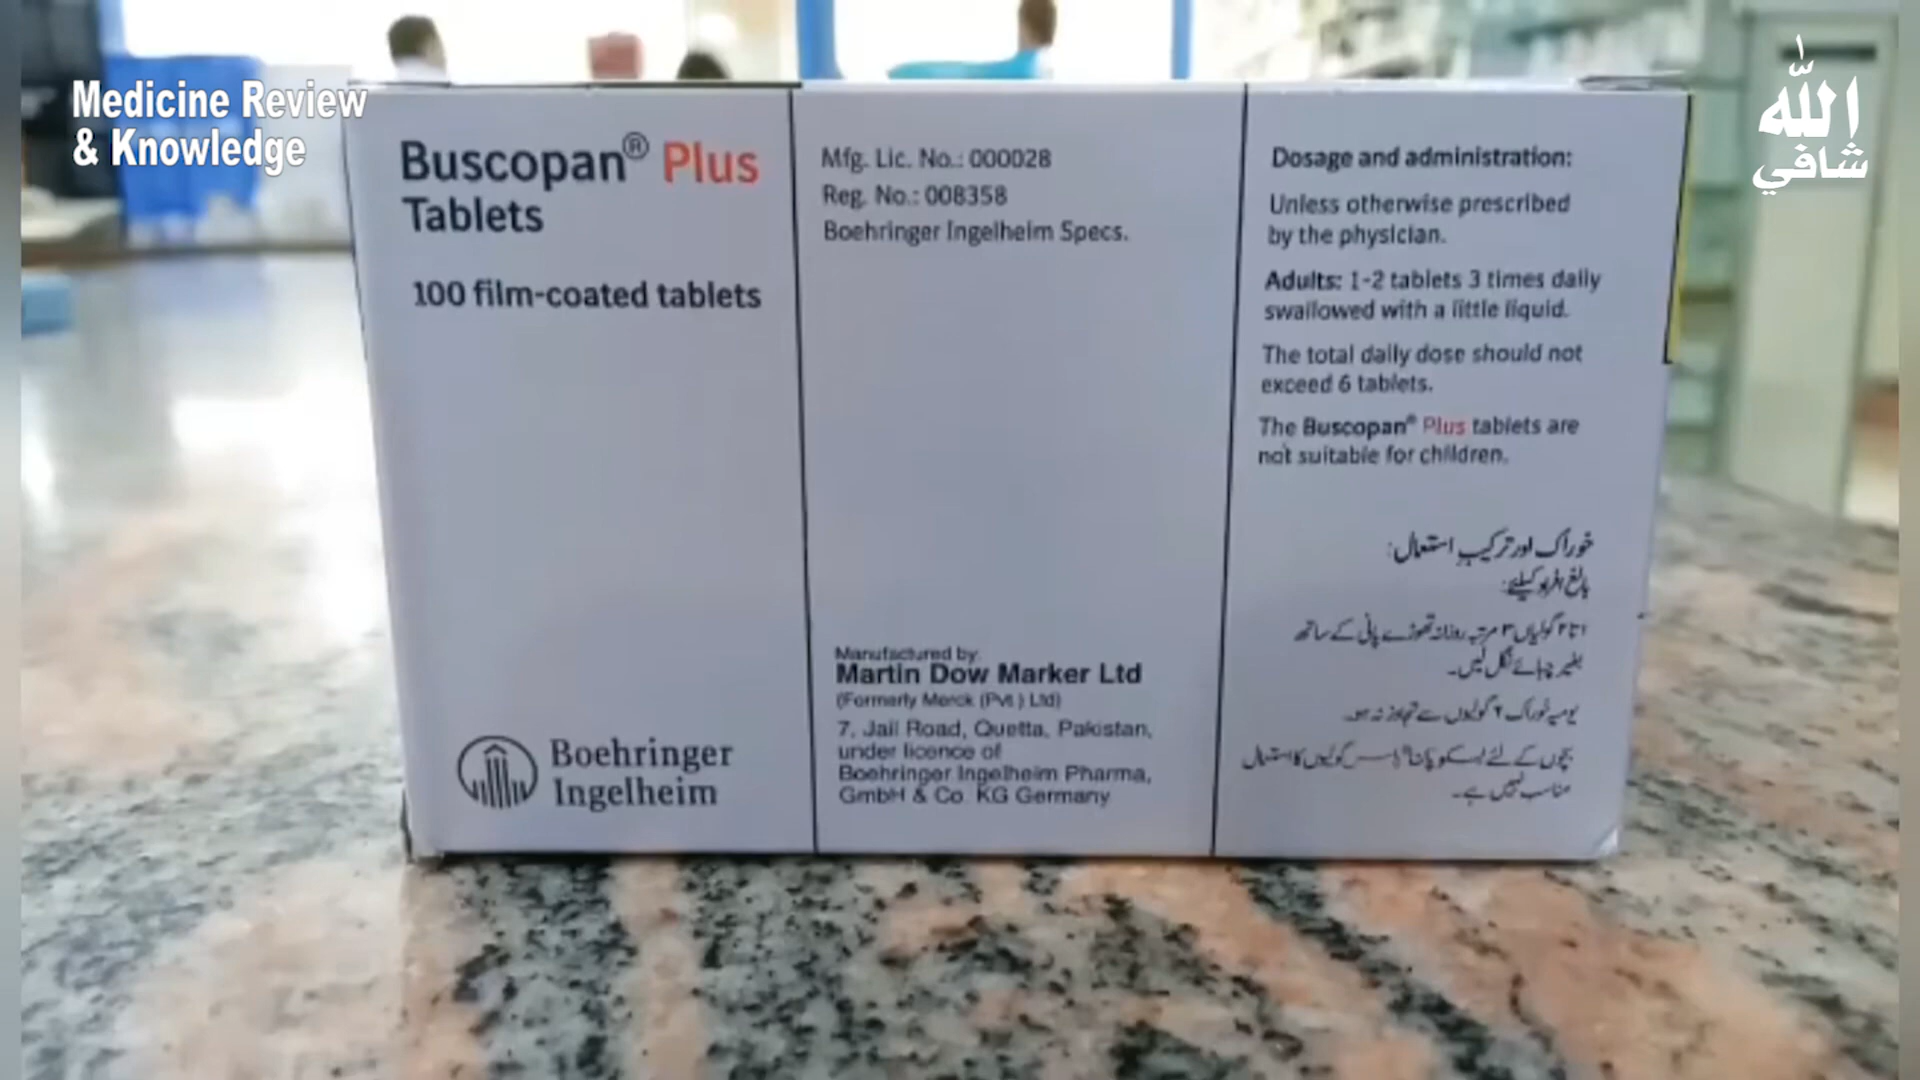 Medicine Review
& Knowledge
الله
شافي
Buscopan® Plus
Tablets
100 film-coated tablets
Boehringer
Ingelheim
Mfg. Lic. No.: 000028
Reg. No.: 008358
Boehringer Ingelheim Specs.
Manufactured by:
Martin Dow Marker Ltd
(Formerly Merck (Pvt.) Ltd)
7, Jail Road, Quetta, Pakistan,
under licence of
Boehringer Ingelheim Pharma,
GmbH & Co. KG Germany
Dosage and administration:
Unless otherwise prescribed
by the physician.
Adults: 1-2 tablets 3 times daily
swallowed with a little liquid.
The total daily dose should not
exceed 6 tablets.
The Buscopan® Plus tablets are
not suitable for children.
خوراک اور ترکیبِ استعمال:
بالغ افراد کیلئے:
۱ تا ۲ گولیاں ۳ مرتبہ روزانہ تھوڑے پانی کے ساتھ
بغیر چبائے نگل لیں۔
یومیہ خوراک ۶ گولیوں سے تجاوز نہ ہو۔
بچوں کے لئے بسکوپان® پلس گولیوں کا استعمال
مناسب نہیں ہے۔